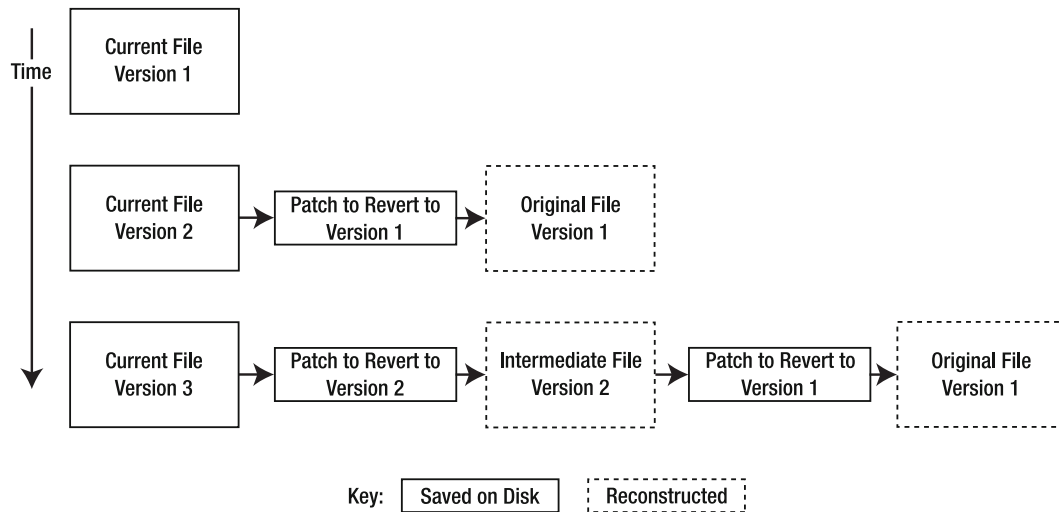 Time
Current File
Version 1
Current File
Version 2
Patch to Revert to
Version 1
Original File
Version 1
Current File
Version 3
Patch to Revert to
Version 2
Intermediate File
Version 2
Patch to Revert to
Version 1
Original File
Version 1
Key:
Saved on Disk
Reconstructed